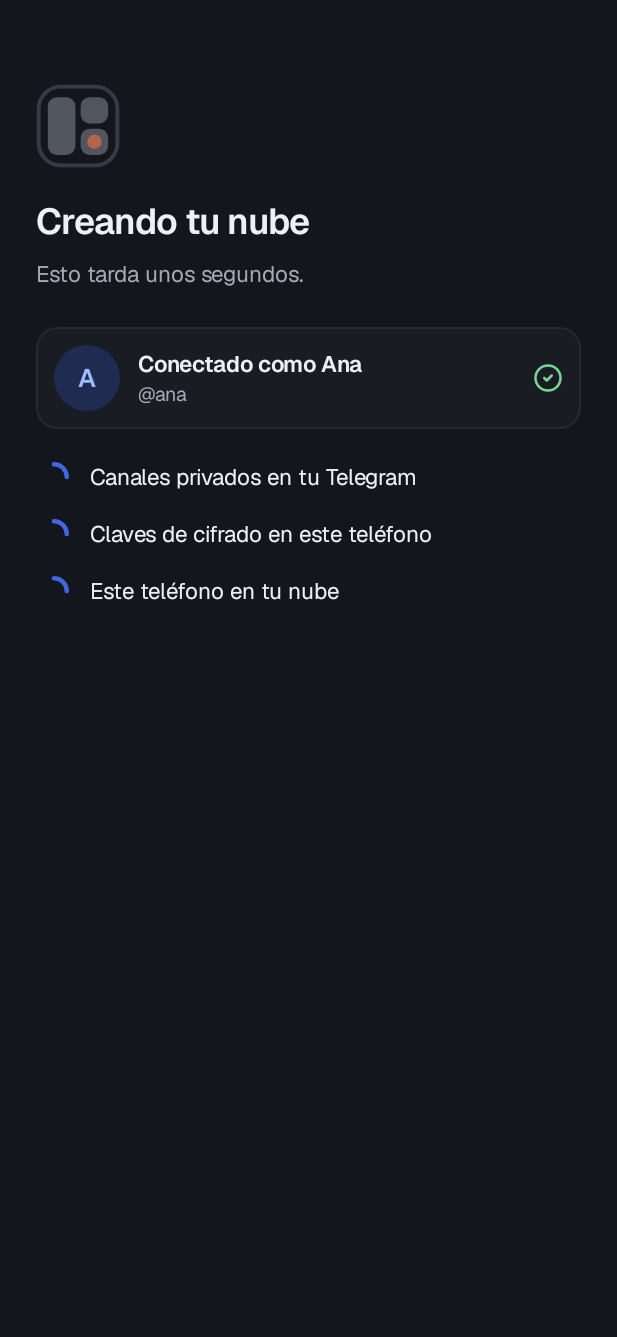 Creando tu nube
Esto tarda unos segundos.
A
Conectado como Ana
@ana
Canales privados en tu Telegram
Claves de cifrado en este teléfono
Este teléfono en tu nube